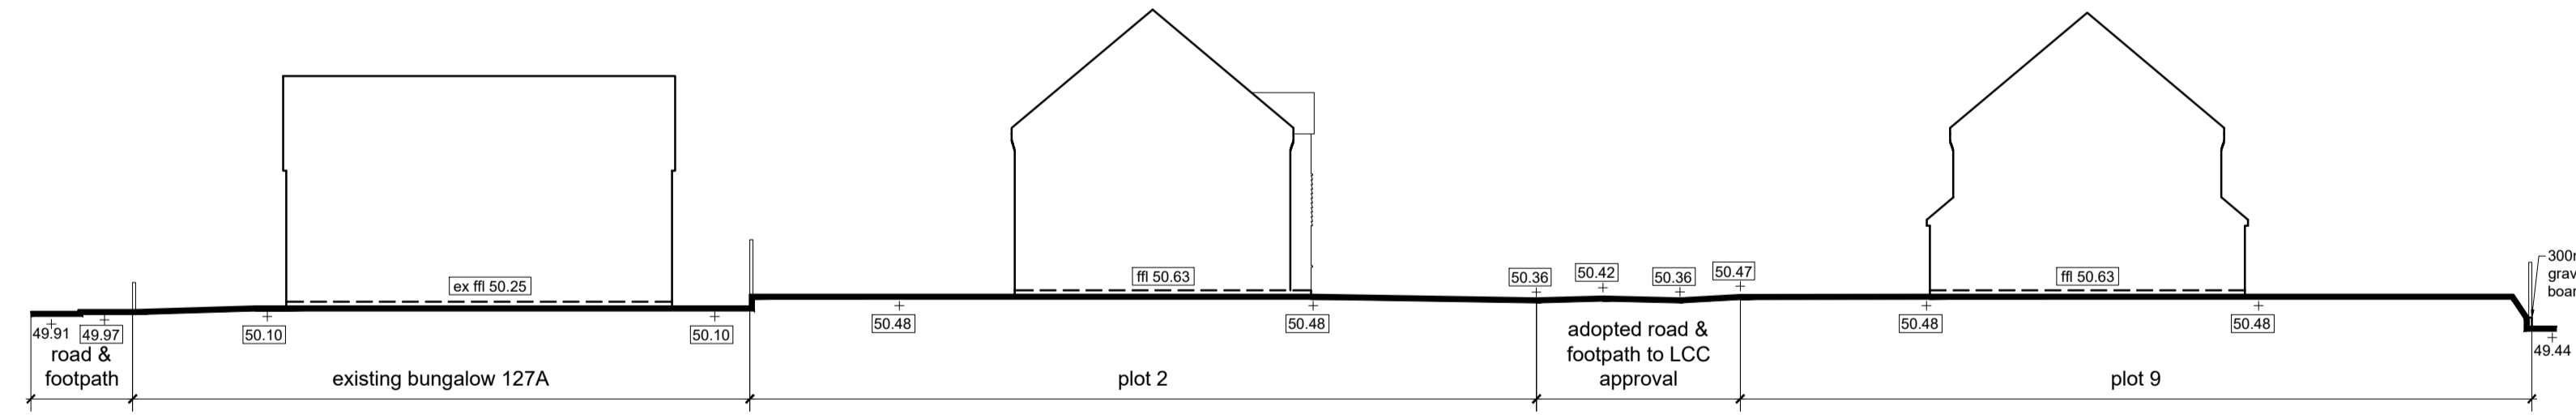 ex ffl 50.25
ffl 50.63
50.36
50.42
50.36
50.47
ffl 50.63
49.91
49.97
50.10
50.10
50.48
50.48
50.48
50.48
49.44
road &
footpath
existing bungalow 127A
plot 2
adopted road &
footpath to LCC
approval
plot 9